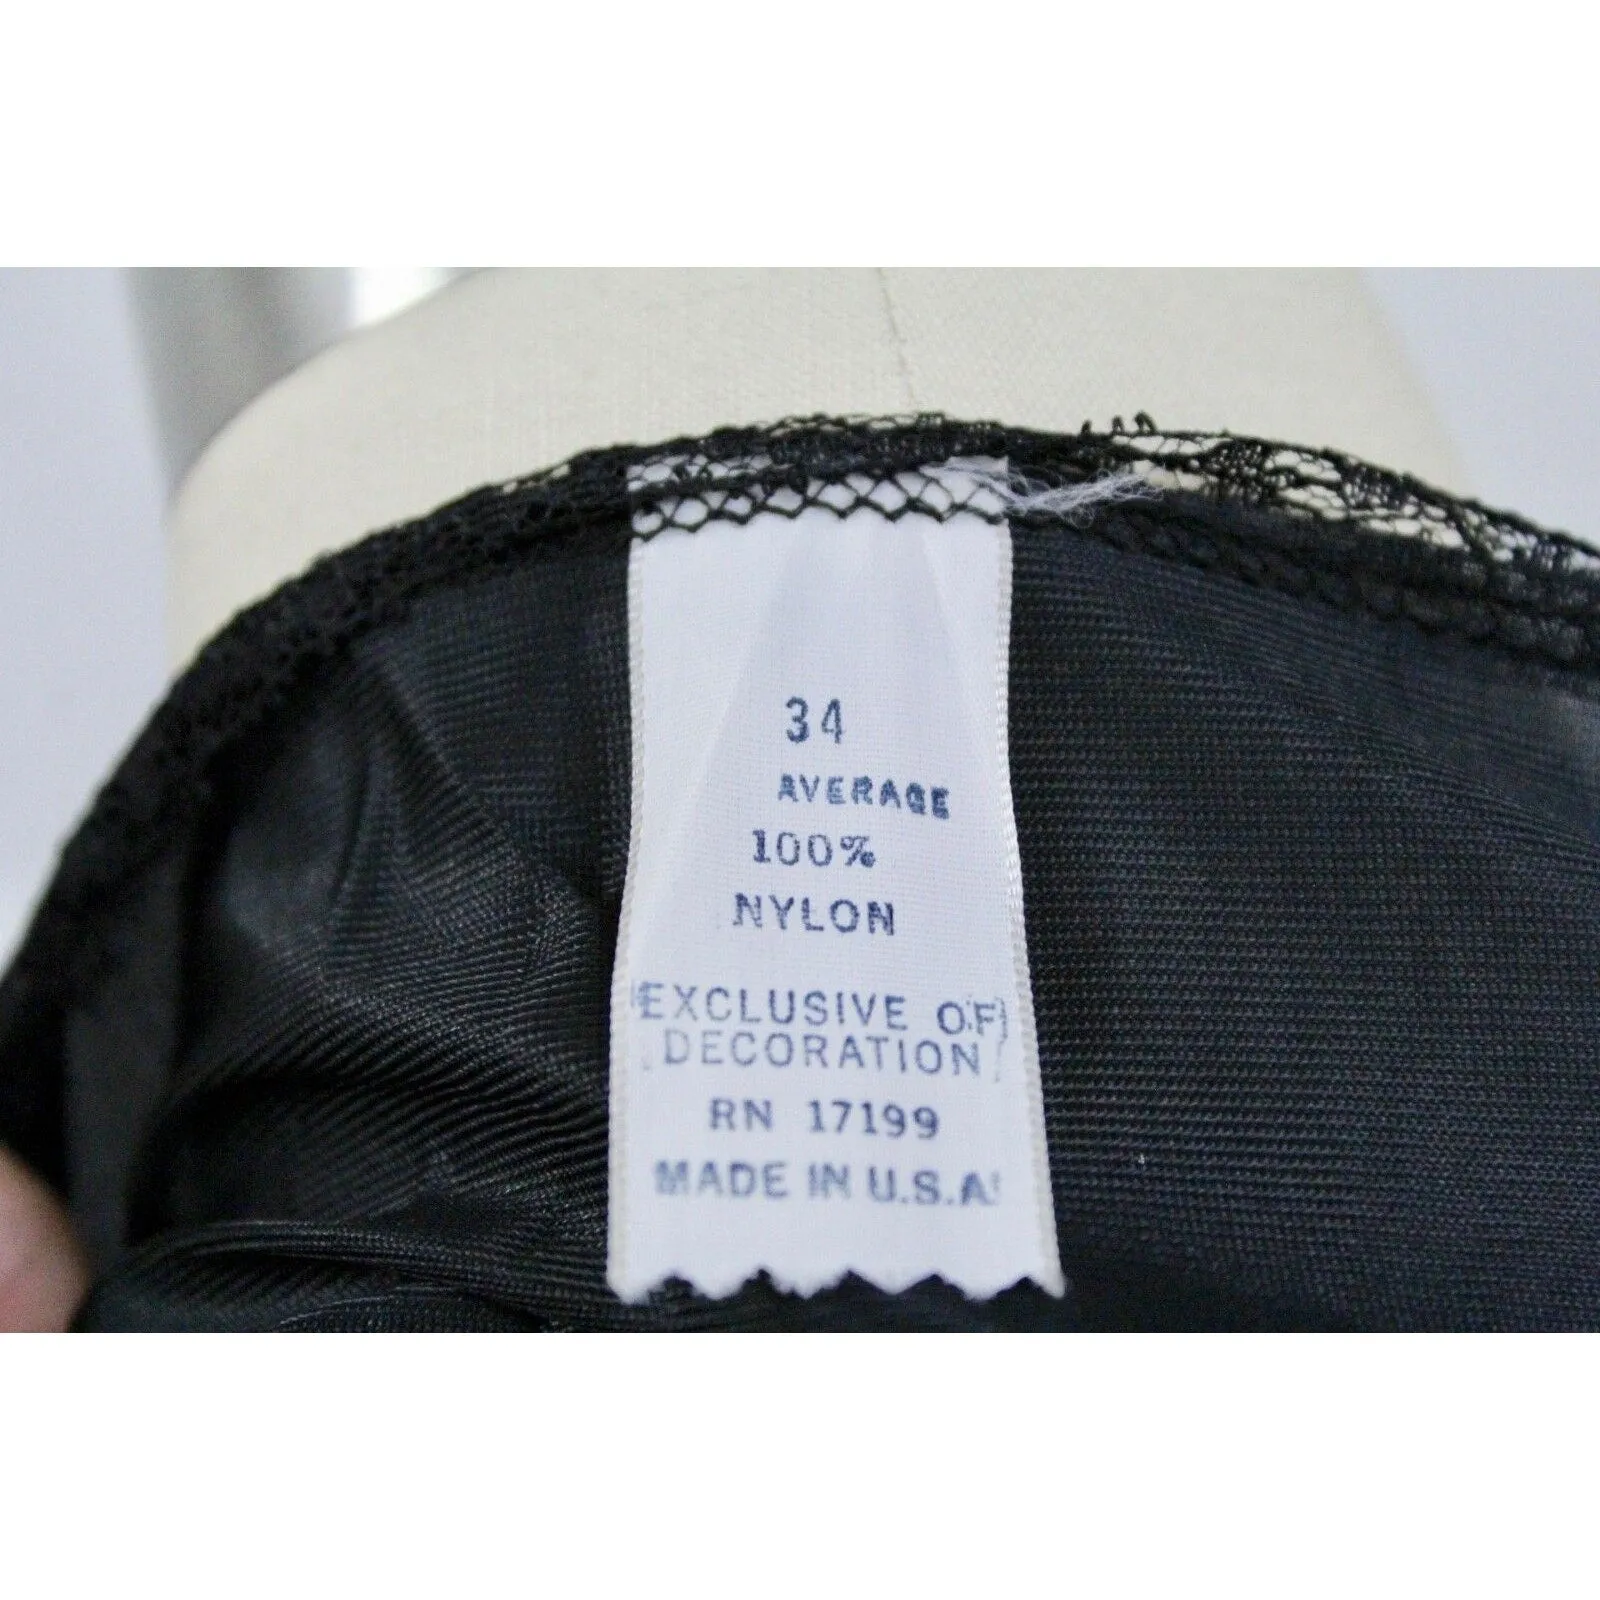 34
AVERAGE
100%
NYLON
(EXCLUSIVE OF)
(DECORATION)
RN 17199
MADE IN U.S.A.